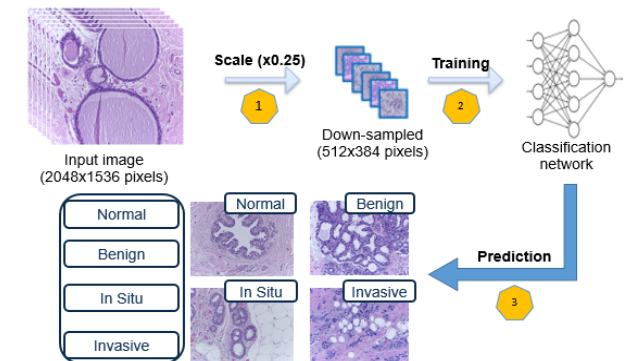 Scale (x0.25)
1
Training
2
Input image
(2048x1536 pixels)
Down-sampled
(512x384 pixels)
Classification
network
Normal
Benign
In Situ
Invasive
Normal
Benign
In Situ
Invasive
Prediction
3